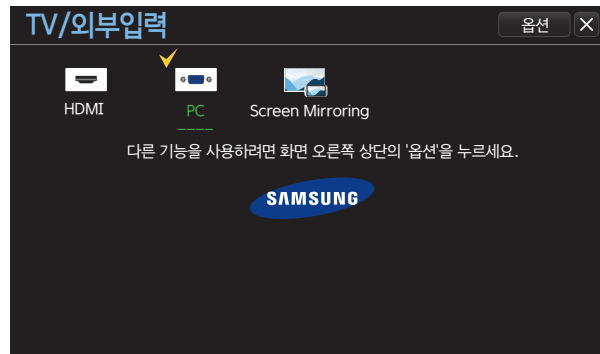 TV/외부입력
옵션
HDMI
PC
Screen Mirroring
다른 기능을 사용하려면 화면 오른쪽 상단의 '옵션'을 누르세요.
SAMSUNG